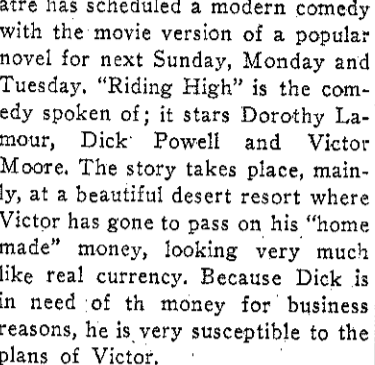 atre has scheduled a modern comedy
with the movie version of a popular
novel for next Sunday, Monday and
Tuesday. "Riding High" is the com-
edy spoken of; it stars Dorothy La-
mour, Dick Powell and Victor
Moore. The story takes place, main-
ly, at a beautiful desert resort where
Victor has gone to pass on his "home
made" money, looking very much
like real currency. Because Dick is
in need of th money for business
reasons, he is very susceptible to the
plans of Victor.